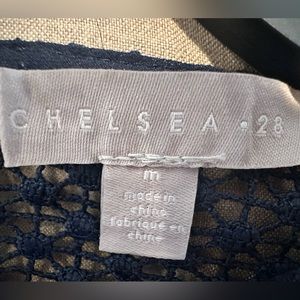 CHELSEA · 28
m
made in
china
fabriqué en
chine